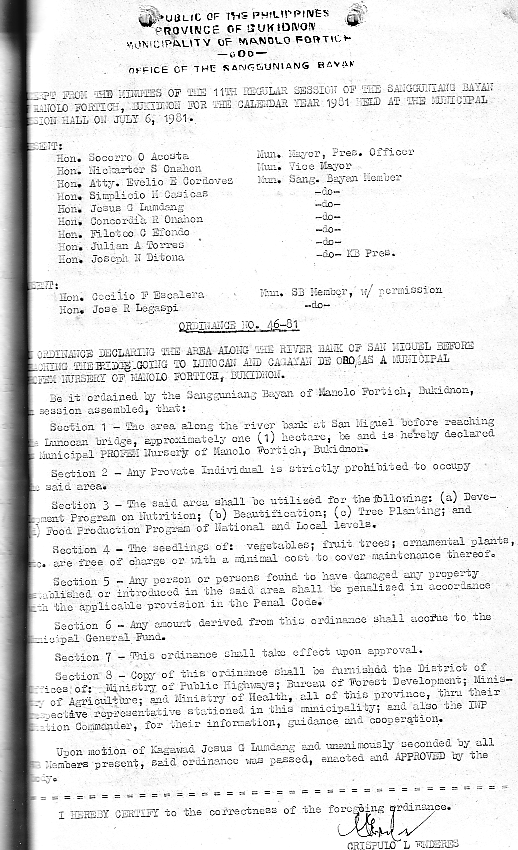 PUBLIC OF THE PHILIPPINES
PROVINCE OF BUKIDNON
MUNICIPALITY OF MANOLO FORTICH
-oOo-
OFFICE OF THE SANGGUNIANG BAYAN
FROM THE MINUTES OF THE 11TH REGULAR SESSION OF THE SANGGUNIANG BAYAN
MANOLO FORTICH, BUKIDNON FOR THE CALENDAR YEAR 1981 HELD AT THE MUNICIPAL
SION HALL ON JULY 6, 1981.
ESENT:
Hon. Socorro O Acosta Mun. Mayor, Pres. Officer
Hon. Nickarter S Onahon Mun. Vice Mayor
Hon. Atty. Evelio E Cordovez Mun. Sang. Bayan Member
Hon. Simplicio M Casicas -do-
Hon. Jesus G Lumdang -do-
Hon. Concordia R Onahon -do-
Hon. Filoteo C Efondo -do-
Hon. Julian A Torres -do-
Hon. Joseph N Ditona -do- KB Pres.
SENT:
Hon. Cecilio F Escalera Mun. SB Member, w/ permission
Hon. Jose R Legaspi -do-
ORDINANCE NO. 46-81
ORDINANCE DECLARING THE AREA ALONG THE RIVER BANK OF SAN MIGUEL BEFORE
CHING THE BRIDGE GOING TO LUNOCAN AND CAGAYAN DE ORO, AS A MUNICIPAL
OFEM NURSERY OF MANOLO FORTICH, BUKIDNON.
Be it ordained by the Sangguniang Bayan of Manolo Fortich, Bukidnon,
session assembled, that:
Section 1 - The area along the river bank at San Miguel before reaching
Lunocan bridge, approximately one (1) hectare, be and is hereby declared
Municipal PROFEM Nursery of Manolo Fortich, Bukidnon.
Section 2 - Any Provate Individual is strictly prohibited to occupy
said area.
Section 3 - The said area shall be utilized for the following: (a) Deve-
pment Program on Nutrition; (b) Beautification; (c) Tree Planting; and
Food Production Program of National and Local levels.
Section 4 - The seedlings of: vegetables; fruit trees; ornamental plants,
tc. are free of charge or with a minimal cost to cover maintenance thereof.
Section 5 - Any person or persons found to have damaged any property
tablished or introduced in the said area shall be penalized in accordance
th the applicable provision in the Penal Code.
Section 6 - Any amount derived from this ordinance shall accrue to the
nicipal General Fund.
Section 7 - This ordinance shall take effect upon approval.
Section 8 - Copy of this ordinance shall be furnished the District of
fices of: Ministry of Public Highways; Bureau of Forest Development; Minis-
y of Agriculture; and Ministry of Health, all of this province, thru their
spective representative stationed in this municipality; and also the INP
tation Commander, for their information, guidance and cooperation.
Upon motion of Kagawad Jesus G Lumdang and unanimously seconded by all
Members present, said ordinance was passed, enacted and APPROVED by the
dy.
I HEREBY CERTIFY to the correctness of the foregoing ordinance.
CRISPULO L ENDERES